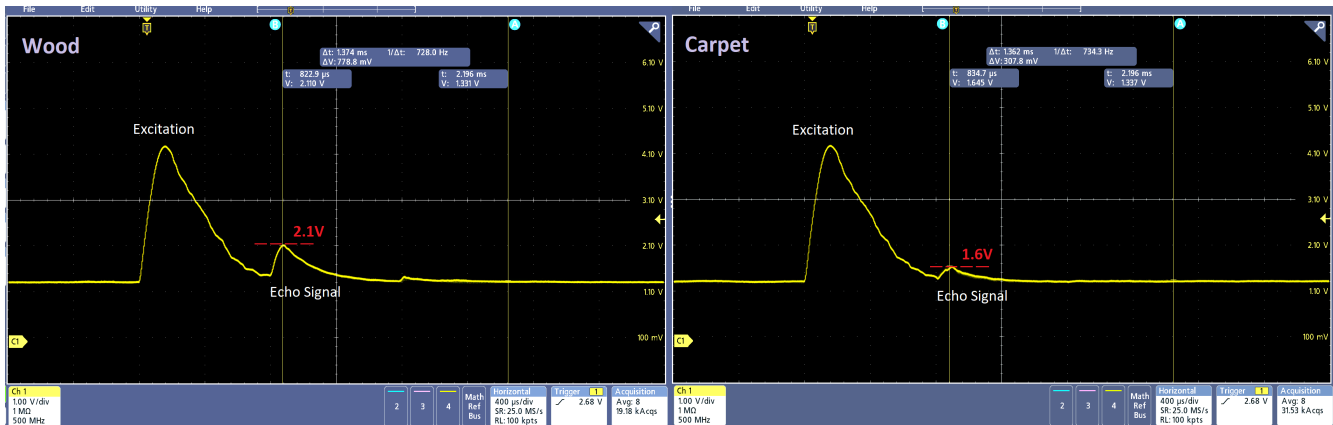 File Edit Utility Help
T
B
A
Wood
Δt: 1.374 ms 1/Δt: 728.0 Hz
ΔV: 778.8 mV
t: 822.9 µs
V: 2.110 V
t: 2.196 ms
V: 1.331 V
6.10 V
5.10 V
Excitation
4.10 V
3.10 V
2.1V
2.10 V
Echo Signal
1.10 V
C1
100 mV
Ch 1
1.00 V/div
1 MΩ
500 MHz
2
3
4
Math
Ref
Bus
Horizontal
400 µs/div
SR: 25.0 MS/s
RL: 100 kpts
Trigger 1
2.68 V
Acquisition
Avg: 8
19.18 kAcqs
File Edit Utility Help
T
A
Carpet
Δt: 1.362 ms 1/Δt: 734.3 Hz
ΔV: 307.8 mV
t: 834.7 µs
V: 1.645 V
t: 2.196 ms
V: 1.337 V
6.10 V
5.10 V
Excitation
4.10 V
3.10 V
1.6V
2.10 V
Echo Signal
1.10 V
C1
100 mV
Ch 1
1.00 V/div
1 MΩ
500 MHz
2
3
4
Math
Ref
Bus
Horizontal
400 µs/div
SR: 25.0 MS/s
RL: 100 kpts
Trigger 1
2.68 V
Acquisition
Avg: 8
31.53 kAcqs